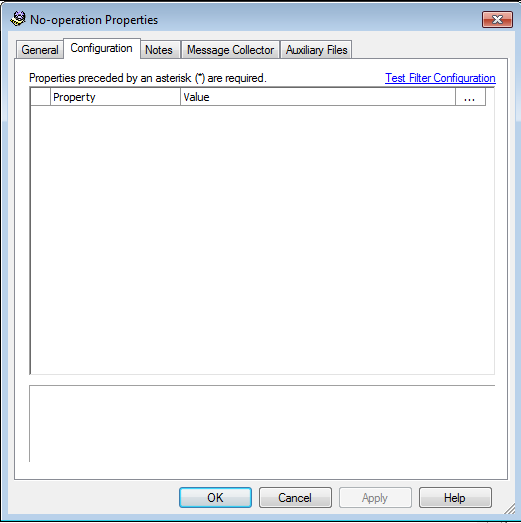 No-operation Properties
General Configuration Notes Message Collector Auxiliary Files
Properties preceded by an asterisk (*) are required. Test Filter Configuration
Property Value ...
OK Cancel Apply Help